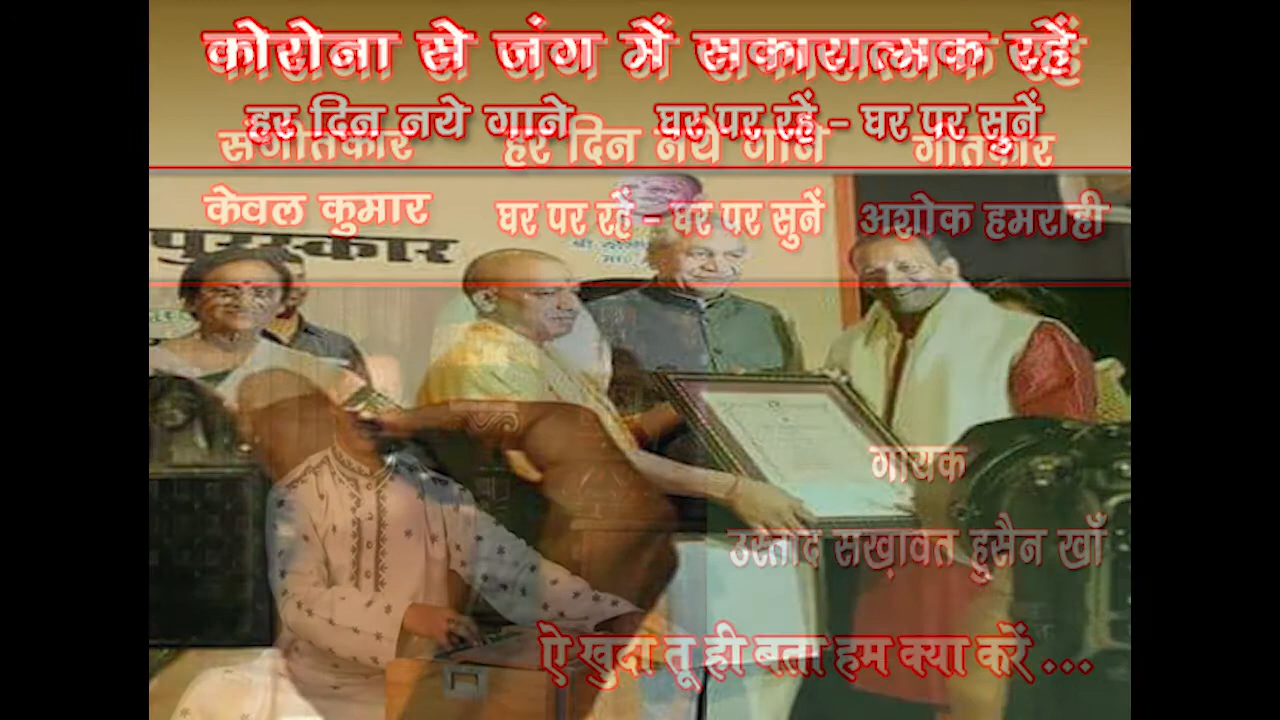 कोरोना से जंग में सकारात्मक रहें
हर दिन नये गाने घर पर रहें - घर पर सुनें
संगीतकार हर दिन नये गाने गीतकार
केवल कुमार घर पर रहें - घर पर सुनें अशोक हमराही
पुरस्कार
गायक
उस्ताद सख़ावत हुसैन खाँ
ऐ खुदा तू ही बता हम क्या करें ...